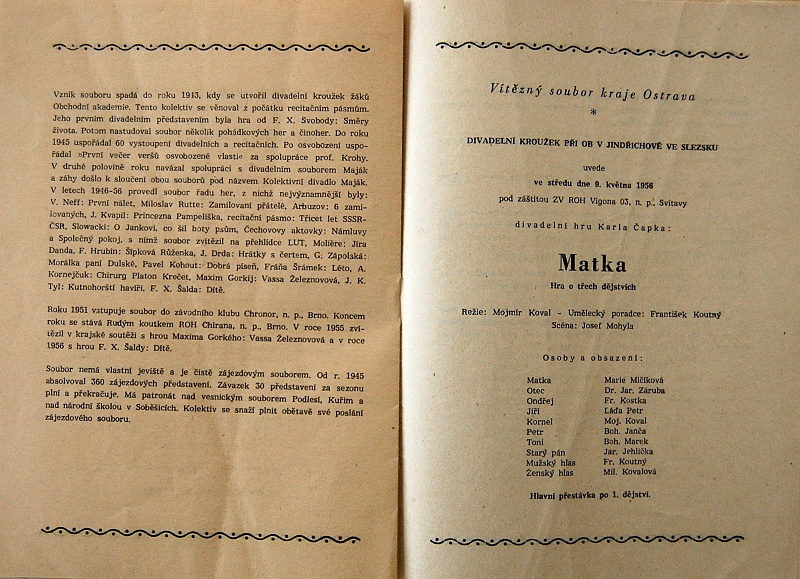 Vznik souboru spadá do roku 1943, kdy se utvořil divadelní kroužek žáků
Obchodní akademie. Tento kolektiv se věnoval z počátku recitačním pásmům.
Jeho prvním divadelním představením byla hra od F. X. Svobody: Směry
života. Potom nastudoval soubor několik pohádkových her a činoher. Do roku
1945 uspořádal 60 vystoupení divadelních a recitačních. Po osvobození uspo-
řádal »První večer veršů osvobozené vlasti« za spolupráce prof. Krohy.
V druhé polovině roku navázal spolupráci s divadelním souborem Maják
a záhy došlo k sloučení obou souborů pod názvem Kolektivní divadlo Maják.
V letech 1946-56 provedl soubor řadu her, z nichž nejvýznamnější byly:
V. Neff: První nálet, Miloslav Rutte: Zamilovaní přátelé, Arbuzov: 6 zami-
lovaných, J. Kvapil: Princezna Pampeliška, recitační pásmo: Třicet let SSSR-
ČSR, Slowacki: O Jankovi, co šil boty psům, Čechovovy aktovky: Námluvy
a Společný pokoj, s nímž soubor zvítězil na přehlídce LUT, Molière: Jíra
Danda, F. Hrubín: Šípková Růženka, J. Drda: Hrátky s čertem, G. Zápolská:
Morálka paní Dulské, Pavel Kohout: Dobrá píseň, Fráňa Šrámek: Léto, A.
Kornejčuk: Chirurg Platon Krečet, Maxim Gorkij: Vassa Železnovová, J. K.
Tyl: Kutnohorští havíři, F. X. Šalda: Dítě.
Roku 1951 vstupuje soubor do závodního klubu Chronor, n. p., Brno. Koncem
roku se stává Rudým koutkem ROH Chirana, n. p., Brno. V roce 1955 zví-
tězil v krajské soutěži s hrou Maxima Gorkého: Vassa Železnovová a v roce
1956 s hrou F. X. Šaldy: Dítě.
Soubor nemá vlastní jeviště a je čistě zájezdovým souborem. Od r. 1945
absolvoval 360 zájezdových představení. Závazek 30 představení za sezonu
plní a překračuje. Má patronát nad vesnickým souborem Podlesí, Kuřim a
nad národní školou v Soběšicích. Kolektiv se snaží plnit obětavě své poslání
zájezdového souboru.
Vítězný soubor kraje Ostrava
*
DIVADELNÍ KROUŽEK PŘI OB V JINDŘICHOVĚ VE SLEZSKU
uvede
ve středu dne 9. května 1956
pod záštitou ZV ROH Vigona 03, n. p., Svitavy
divadelní hru Karla Čapka:
Matka
Hra o třech dějstvích
Režie: Mojmír Koval - Umělecký poradce: František Koutný
Scéna: Josef Mohyla
Osoby a obsazení:
Matka Marie Mičíková
Otec Dr. Jar. Záruba
Ondřej Fr. Kostka
Jiří Láďa Petr
Kornel Moj. Koval
Petr Boh. Janča
Toni Boh. Marek
Starý pán Jar. Jehlička
Mužský hlas Fr. Koutný
Ženský hlas Mil. Kovalová
Hlavní přestávka po 1. dějství.